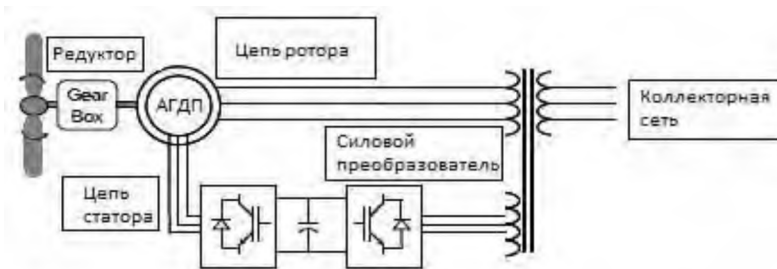 Редуктор
Цепь ротора
Gear
Box
АГДП
Коллекторная
сеть
Силовой
преобразователь
Цепь
статора